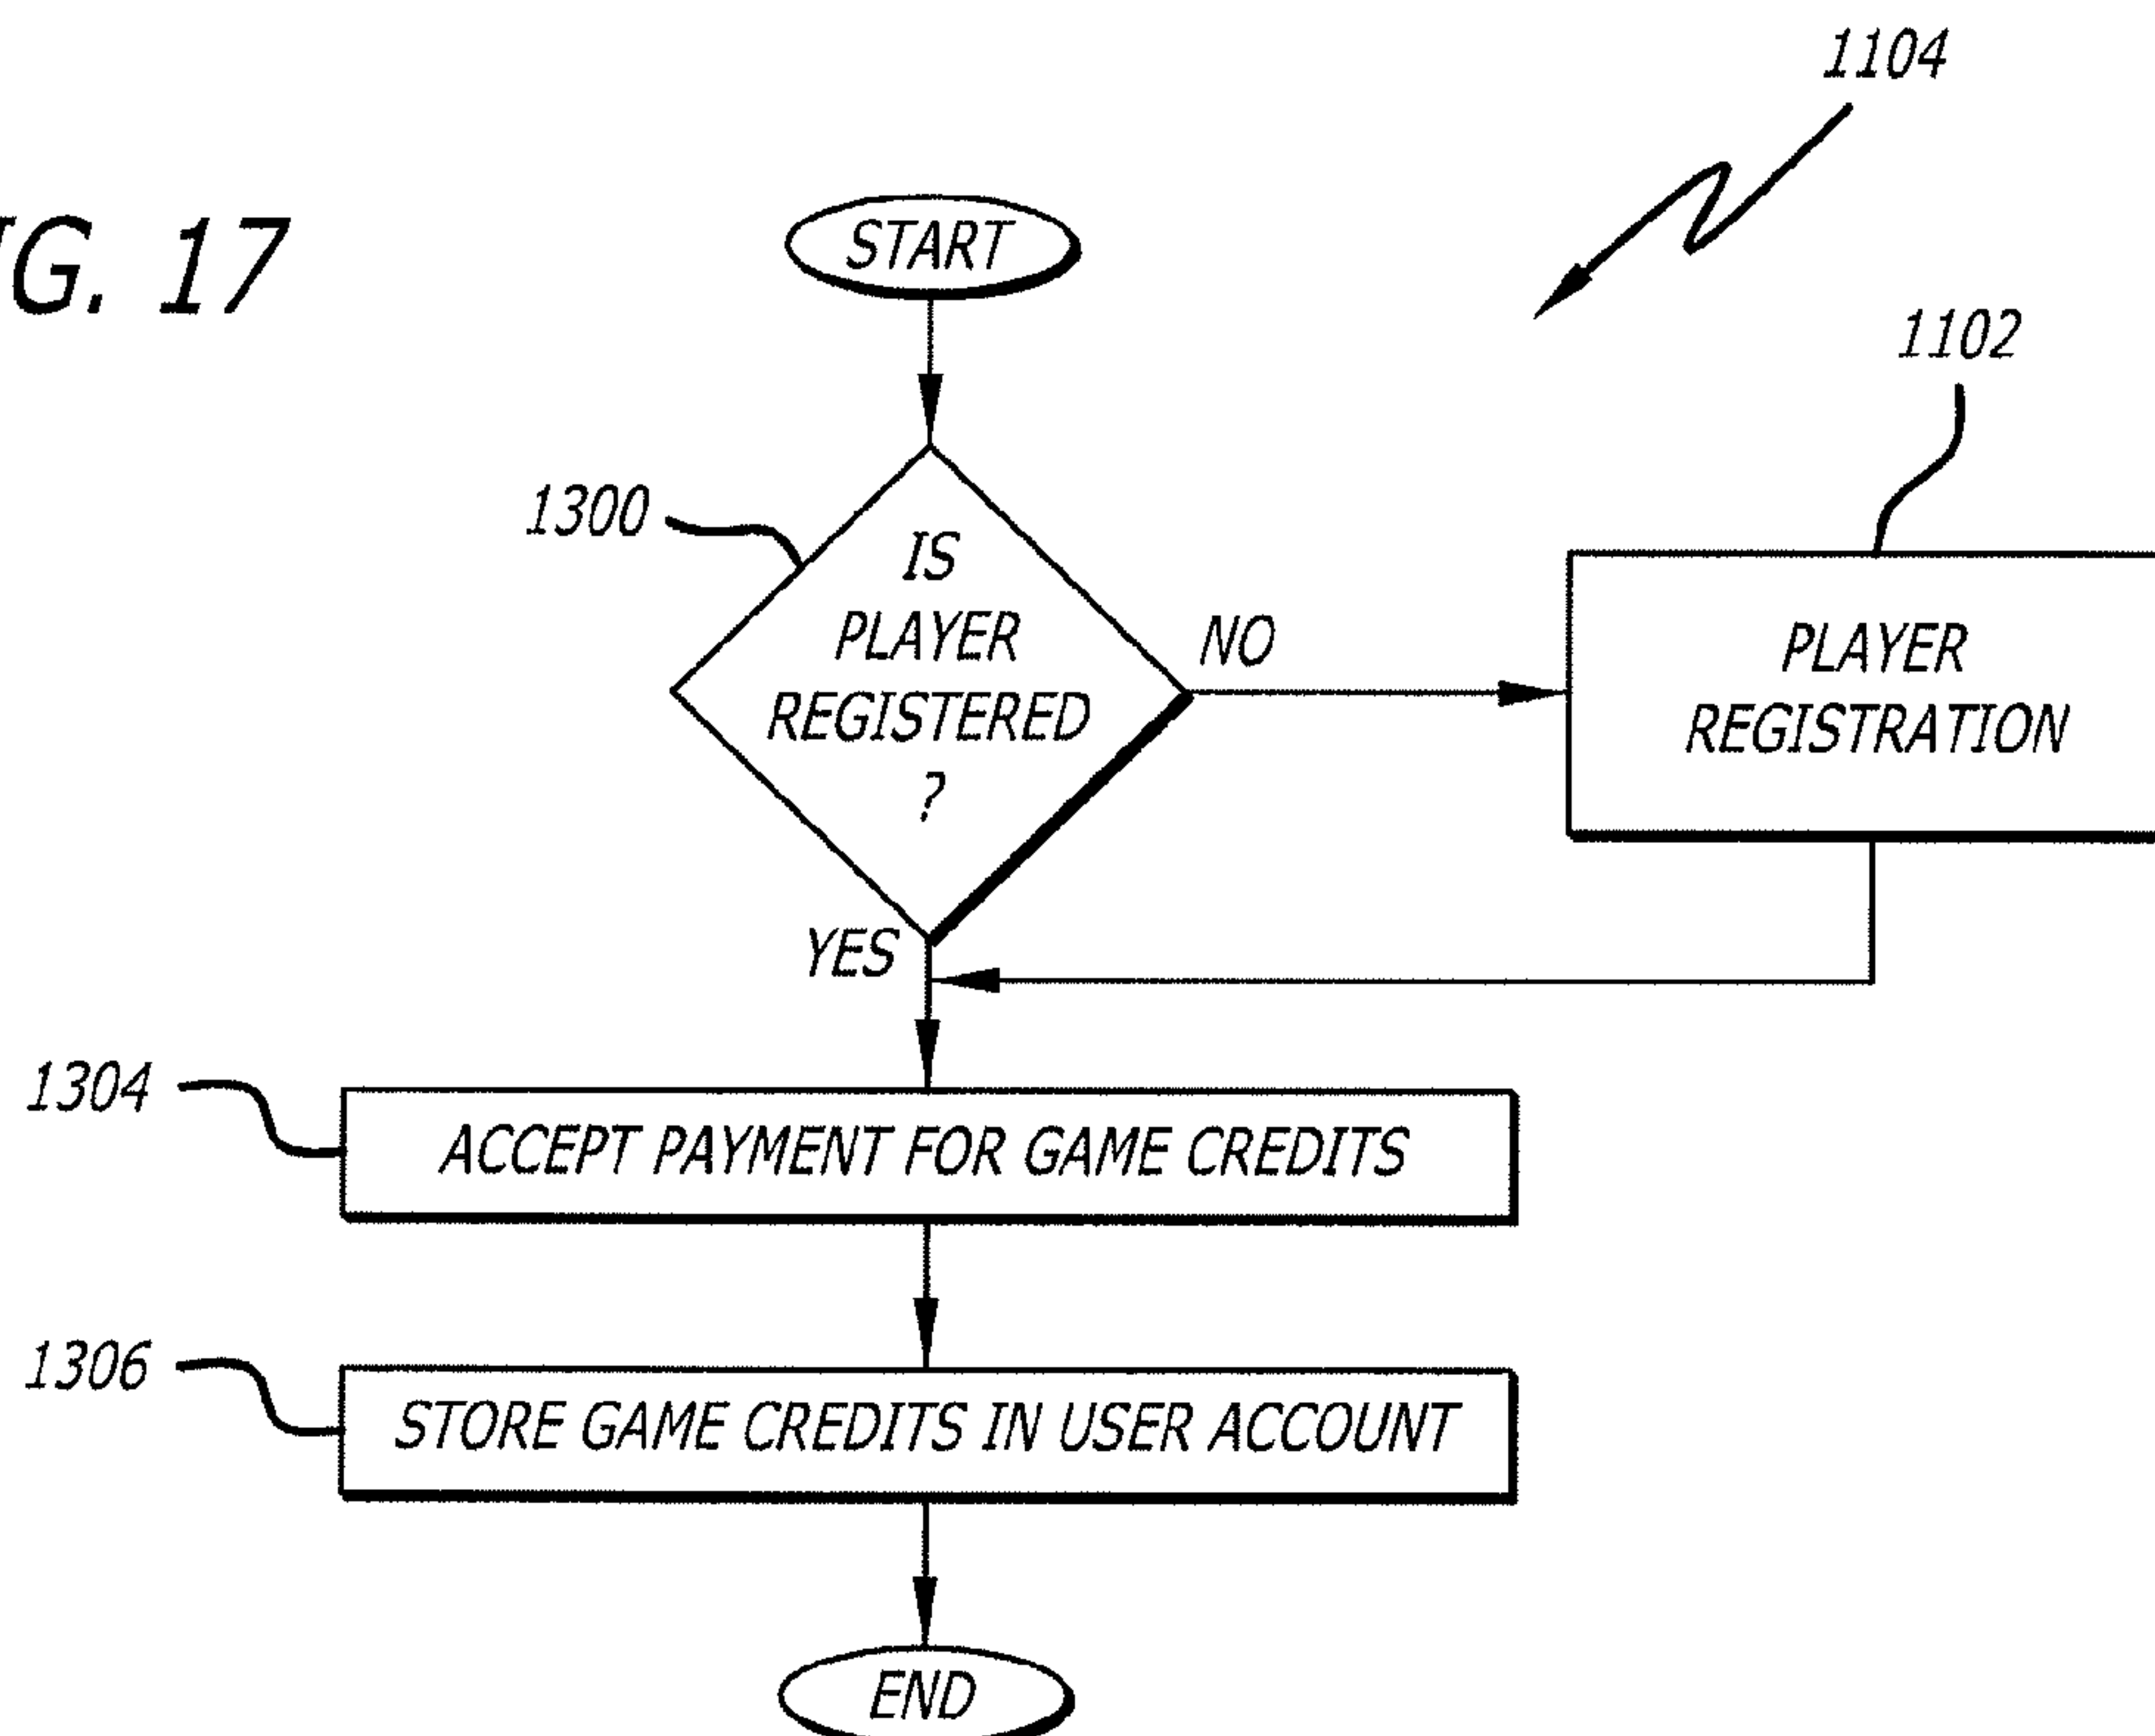 1104
FIG. 17
START
1102
1300
IS
PLAYER
REGISTERED
?
NO
PLAYER
REGISTRATION
YES
1304
ACCEPT PAYMENT FOR GAME CREDITS
1306
STORE GAME CREDITS IN USER ACCOUNT
END